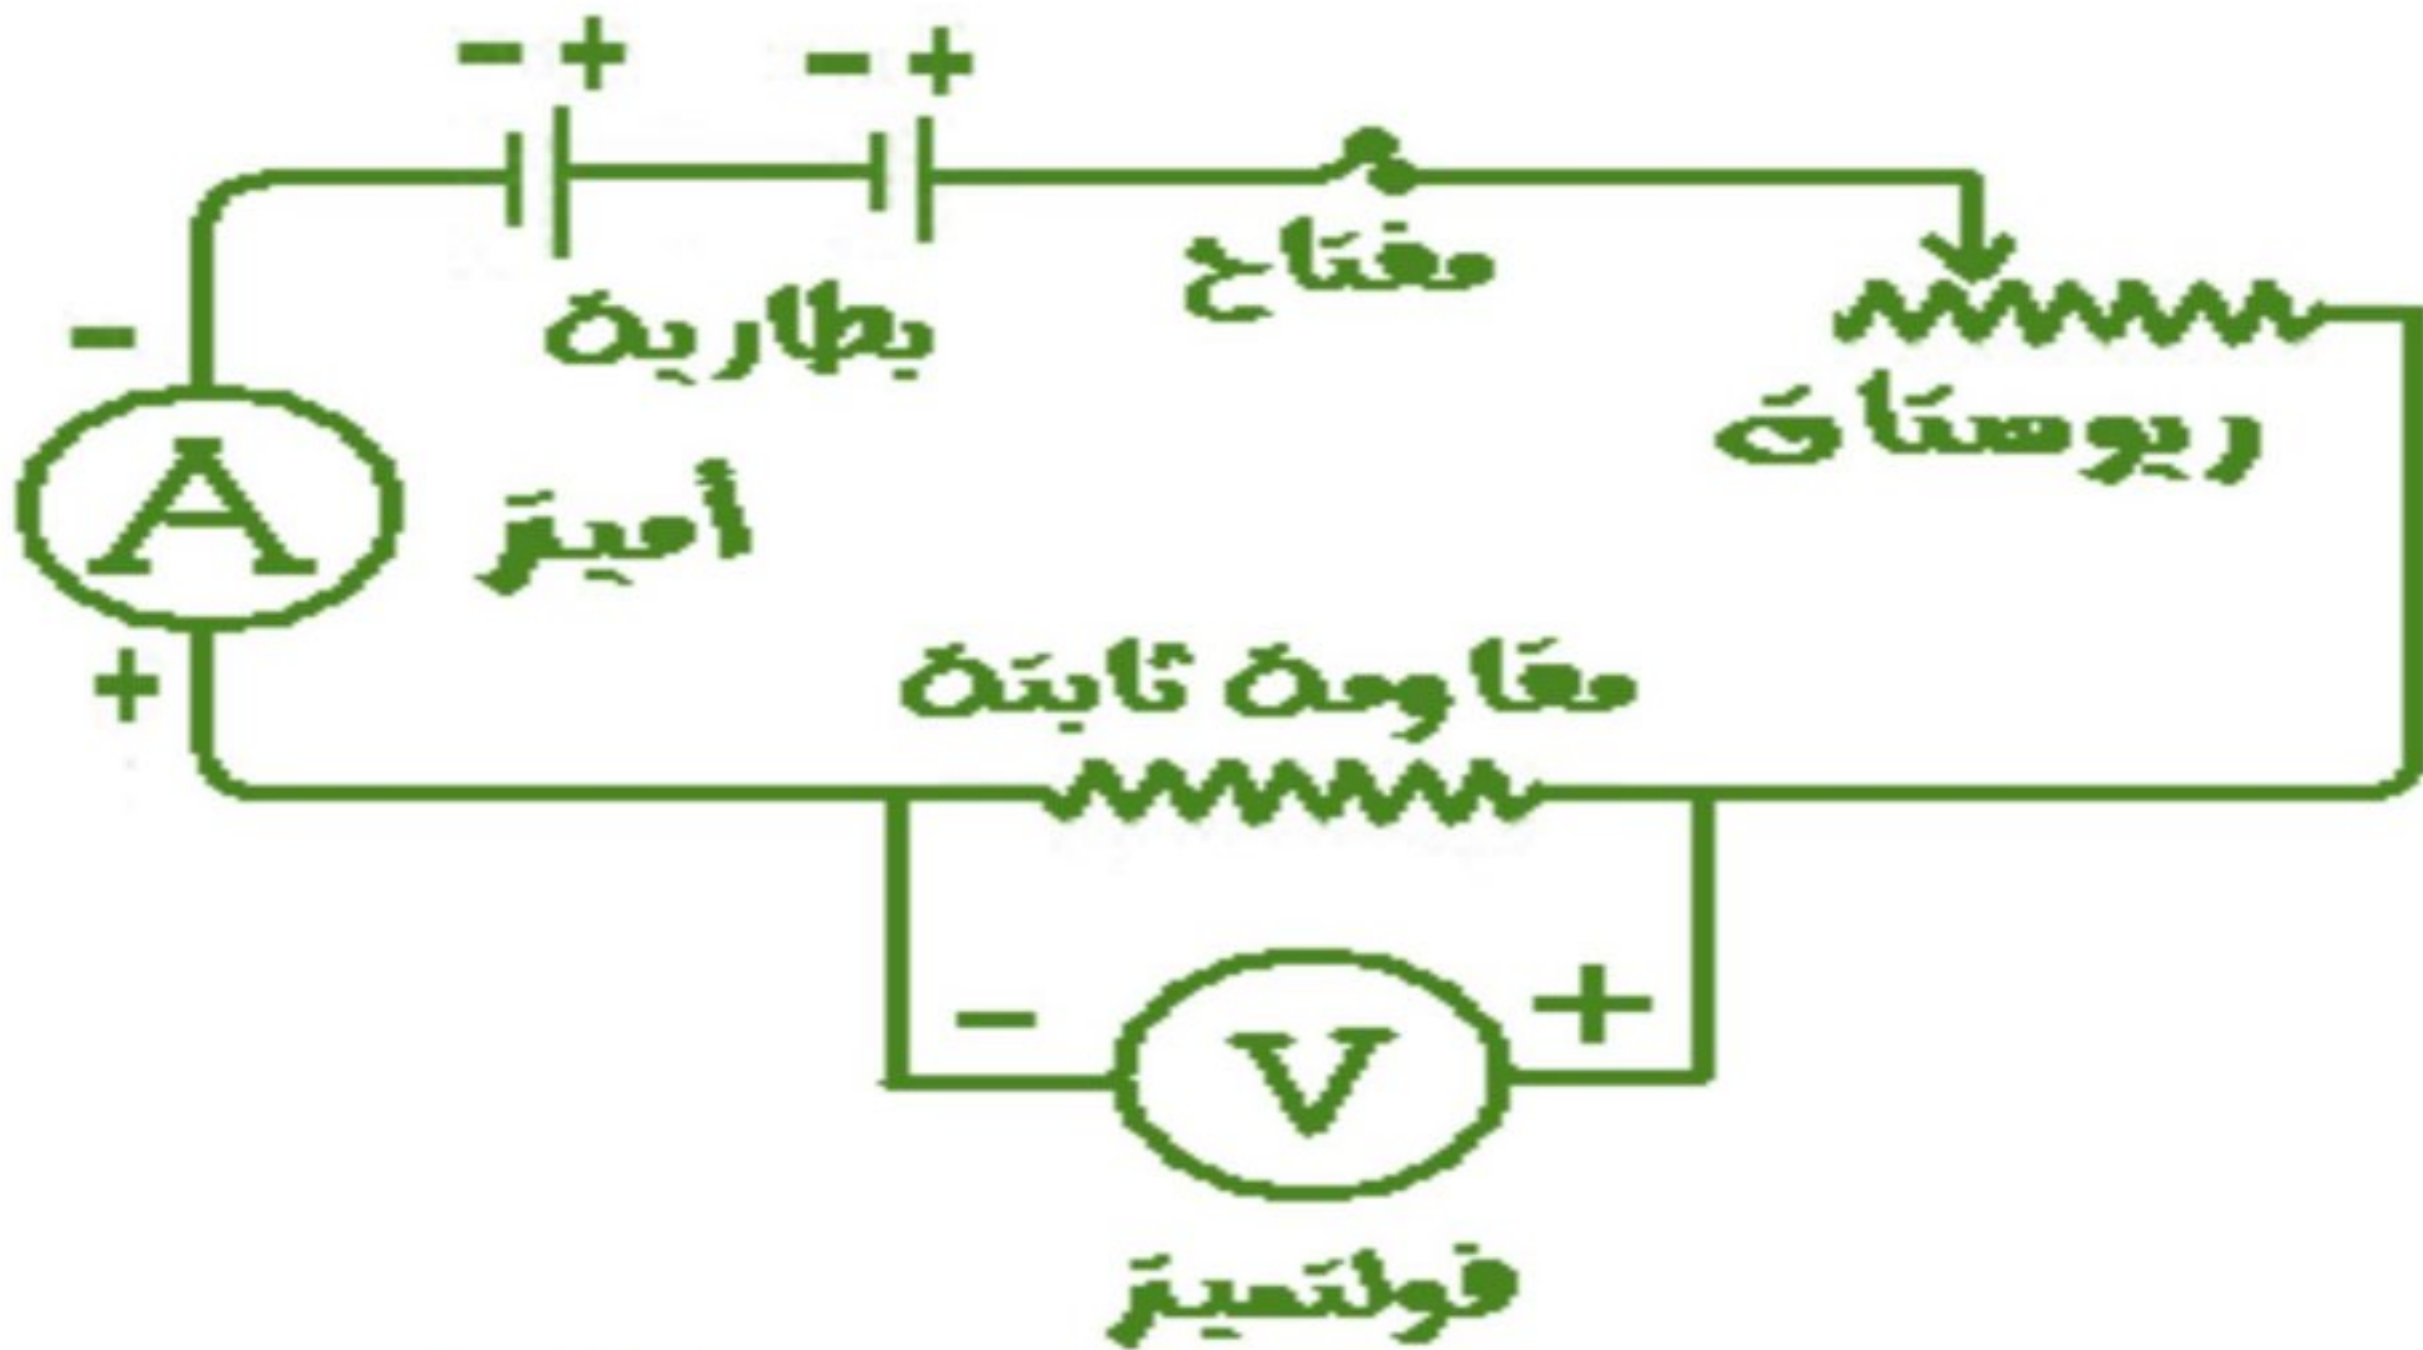 - + - +
مفتاح
بطارية
ريوستات
-
A
أميتر
+
مقاومة ثابتة
- V +
فولتميتر